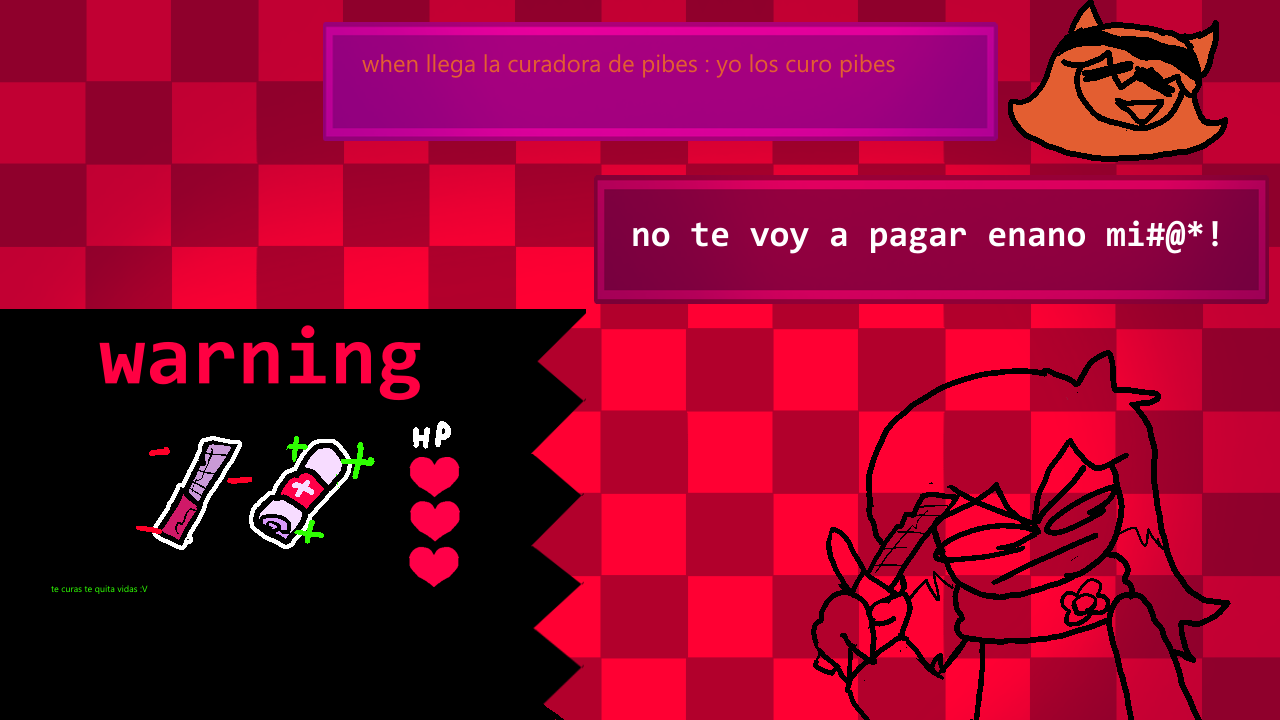 when llega la curadora de pibes : yo los curo pibes
no te voy a pagar enano mi#@*!
warning
HP
te curas te quita vidas :V